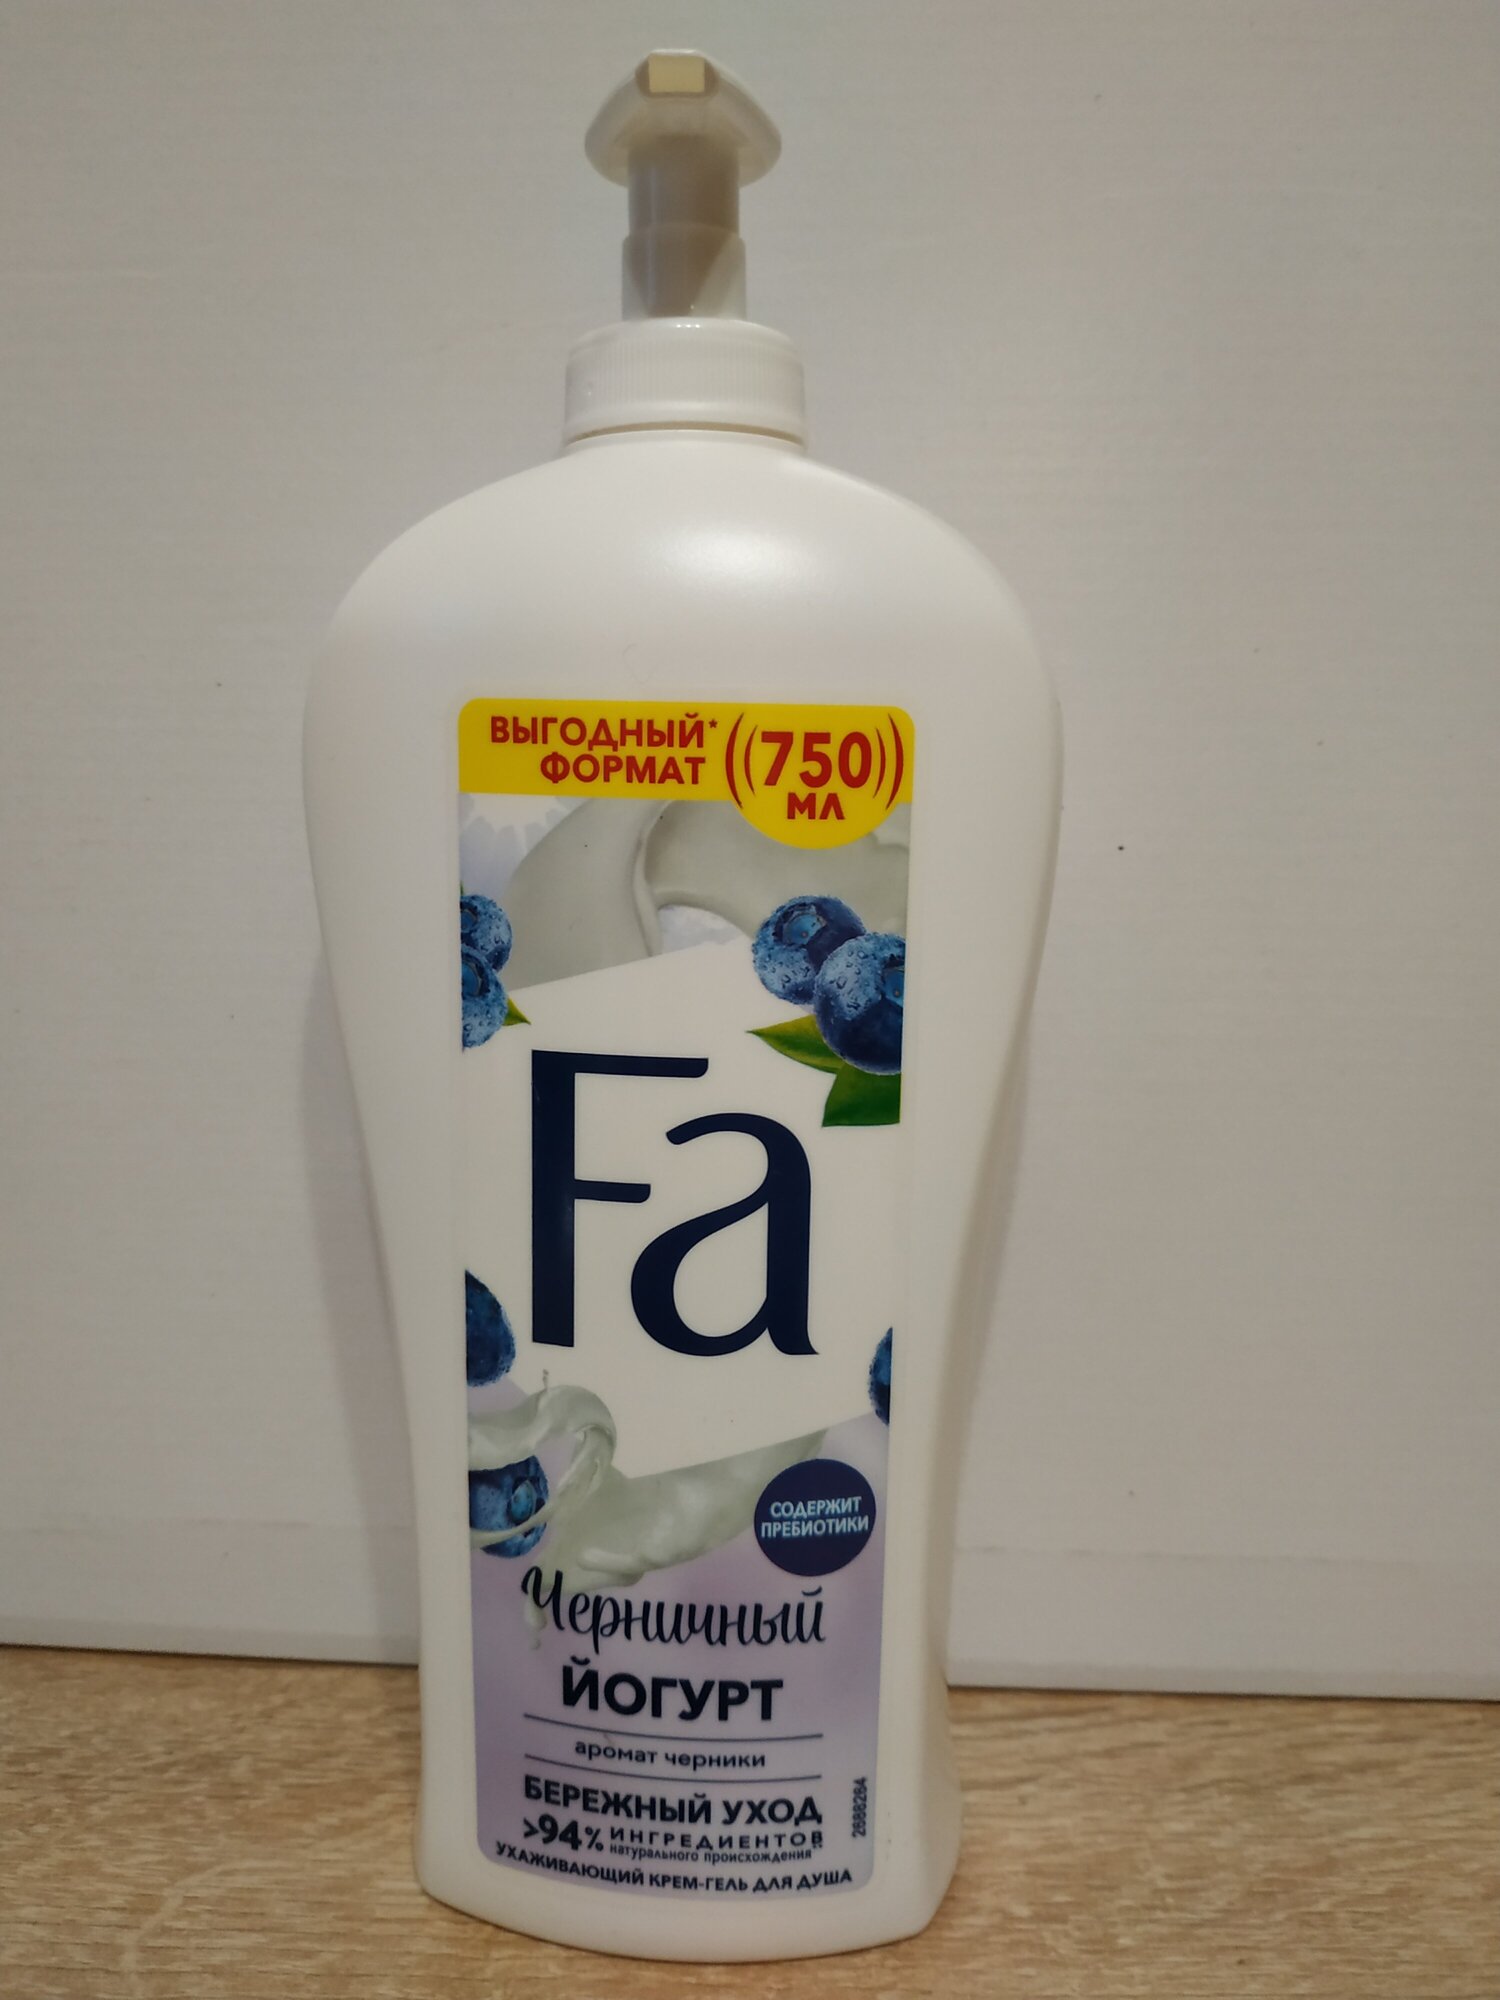 ВЫГОДНЫЙ*
ФОРМАТ
750
МЛ
Fa
СОДЕРЖИТ
ПРЕБИОТИКИ
Черничный
ЙОГУРТ
аромат черники
БЕРЕЖНЫЙ УХОД
>94% ИНГРЕДИЕНТОВ
натурального происхождения**
УХАЖИВАЮЩИЙ КРЕМ-ГЕЛЬ ДЛЯ ДУША
2688264